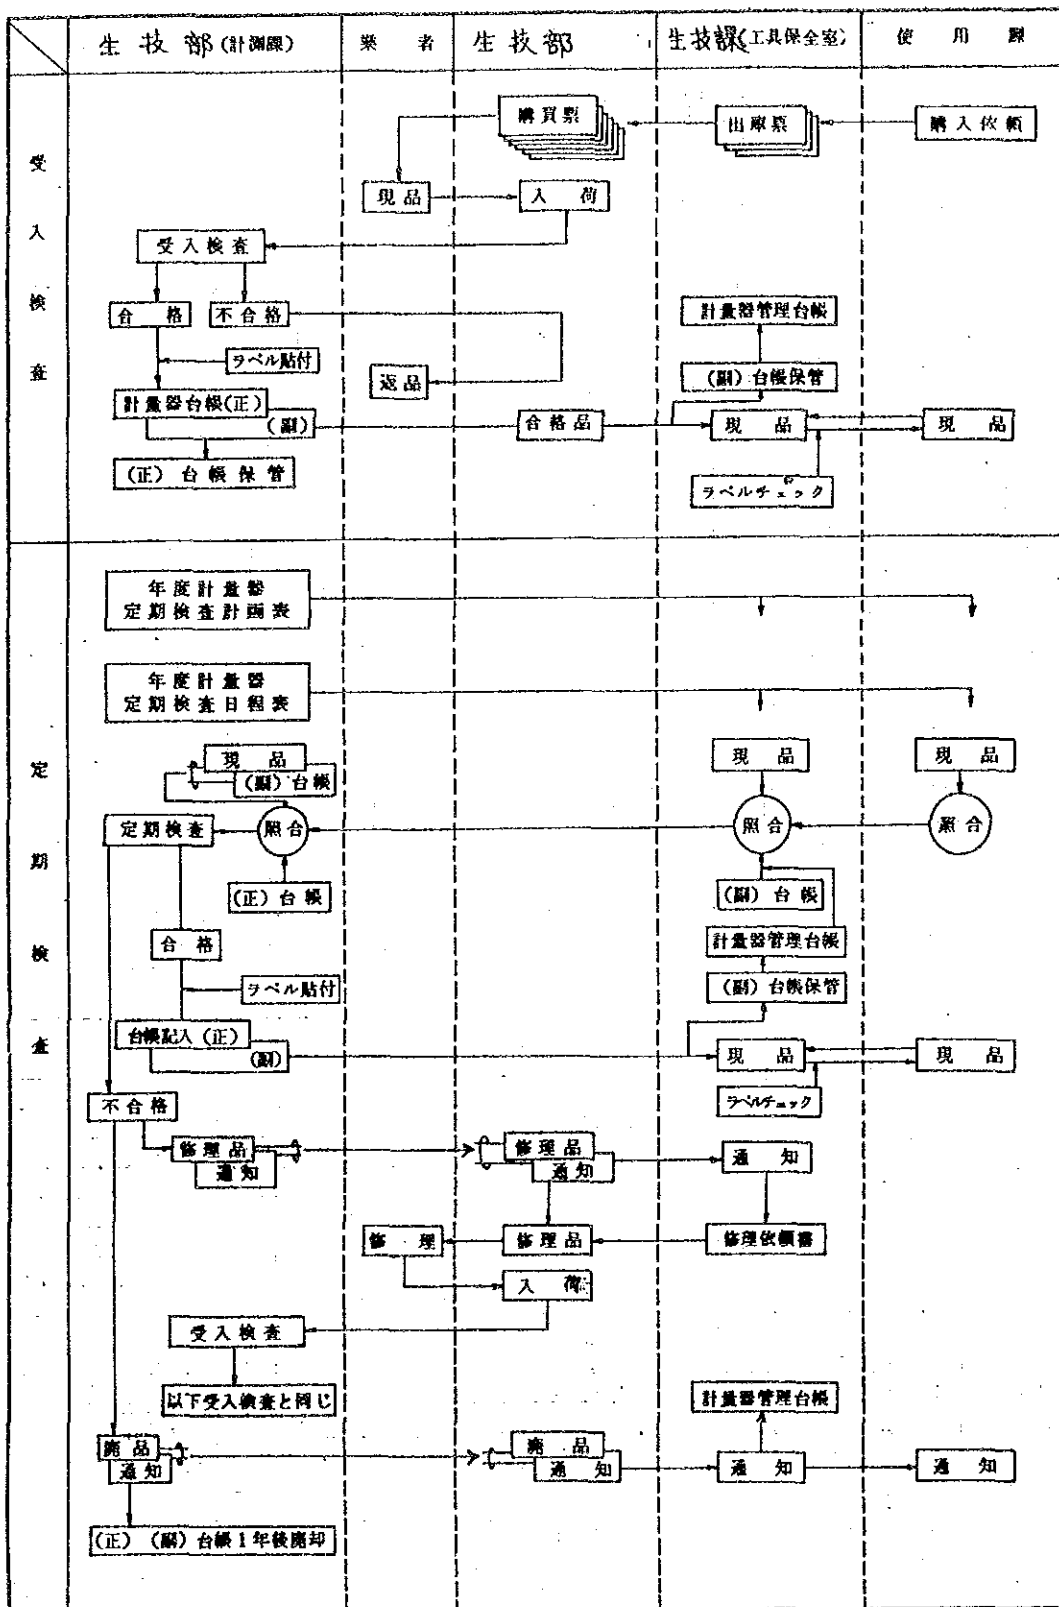 生技部(計測課)
業者
生技部
生技課(工具保全室)
使用課
受入検査
購買票
出庫票
購入依頼
現品
入荷
受入検査
合格
不合格
計量器管理台帳
ラベル貼付
返品
(副)台帳保管
計量器台帳(正)
(副)
合格品
現品
現品
(正)台帳保管
ラベルチェック
定期検査
年度計量器
定期検査計画表
年度計量器
定期検査日程表
現品
(副)台帳
現品
現品
定期検査
照合
照合
照合
(正)台帳
(副)台帳
合格
計量器管理台帳
ラベル貼付
(副)台帳保管
台帳記入(正)
(副)
現品
現品
不合格
ラベルチェック
修理品
通知
修理品
通知
通知
修理
修理品
修理依頼書
入荷
受入検査
以下受入検査と同じ
計量器管理台帳
廃品
通知
廃品
通知
通知
通知
(正)(副)台帳1年後廃却